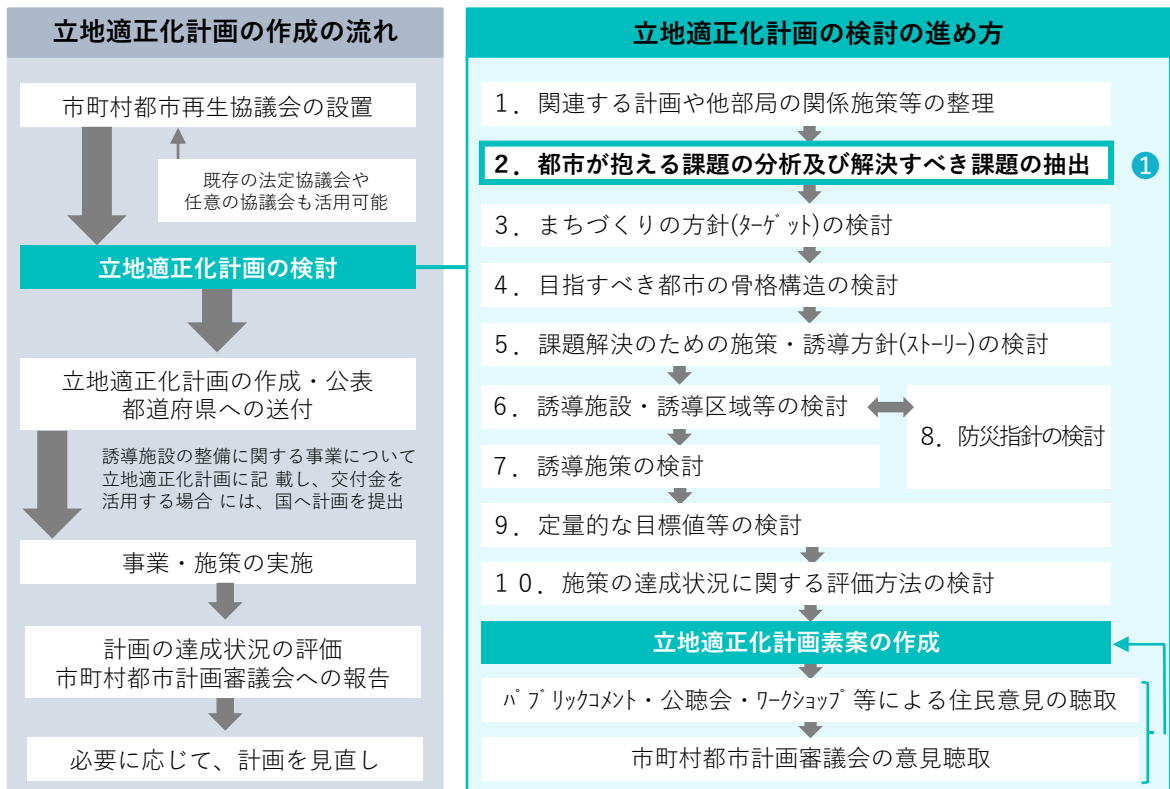 立地適正化計画の作成の流れ
市町村都市再生協議会の設置
既存の法定協議会や
任意の協議会も活用可能
立地適正化計画の検討
立地適正化計画の作成・公表
都道府県への送付
誘導施設の整備に関する事業について
立地適正化計画に記 載し、交付金を
活用する場合 には、国へ計画を提出
事業・施策の実施
計画の達成状況の評価
市町村都市計画審議会への報告
必要に応じて、計画を見直し
立地適正化計画の検討の進め方
1．関連する計画や他部局の関係施策等の整理
2．都市が抱える課題の分析及び解決すべき課題の抽出
❶
3．まちづくりの方針(ﾀｰｹﾞｯﾄ)の検討
4．目指すべき都市の骨格構造の検討
5．課題解決のための施策・誘導方針(ｽﾄｰﾘｰ)の検討
6．誘導施設・誘導区域等の検討
8．防災指針の検討
7．誘導施策の検討
9．定量的な目標値等の検討
１０．施策の達成状況に関する評価方法の検討
立地適正化計画素案の作成
ﾊﾟﾌﾞﾘｯｸｺﾒﾝﾄ・公聴会・ﾜｰｸｼｮｯﾌﾟ等による住民意見の聴取
市町村都市計画審議会の意見聴取